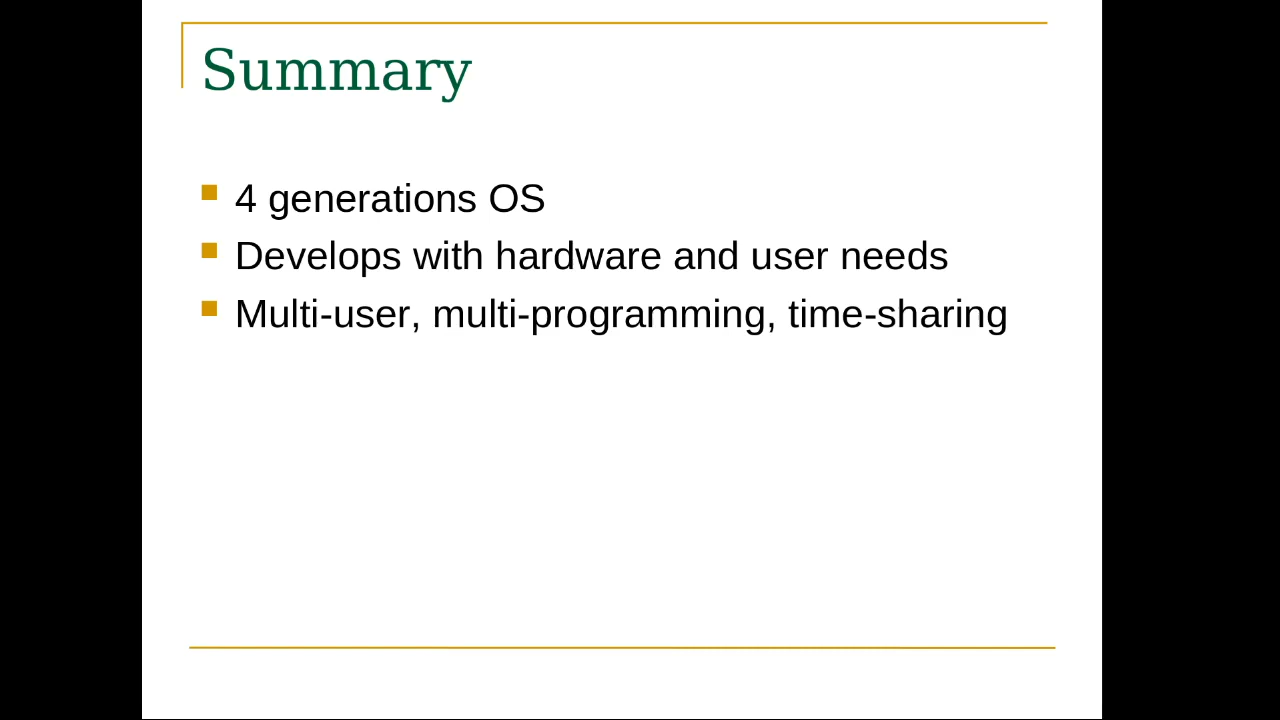 Summary
4 generations OS
Develops with hardware and user needs
Multi-user, multi-programming, time-sharing